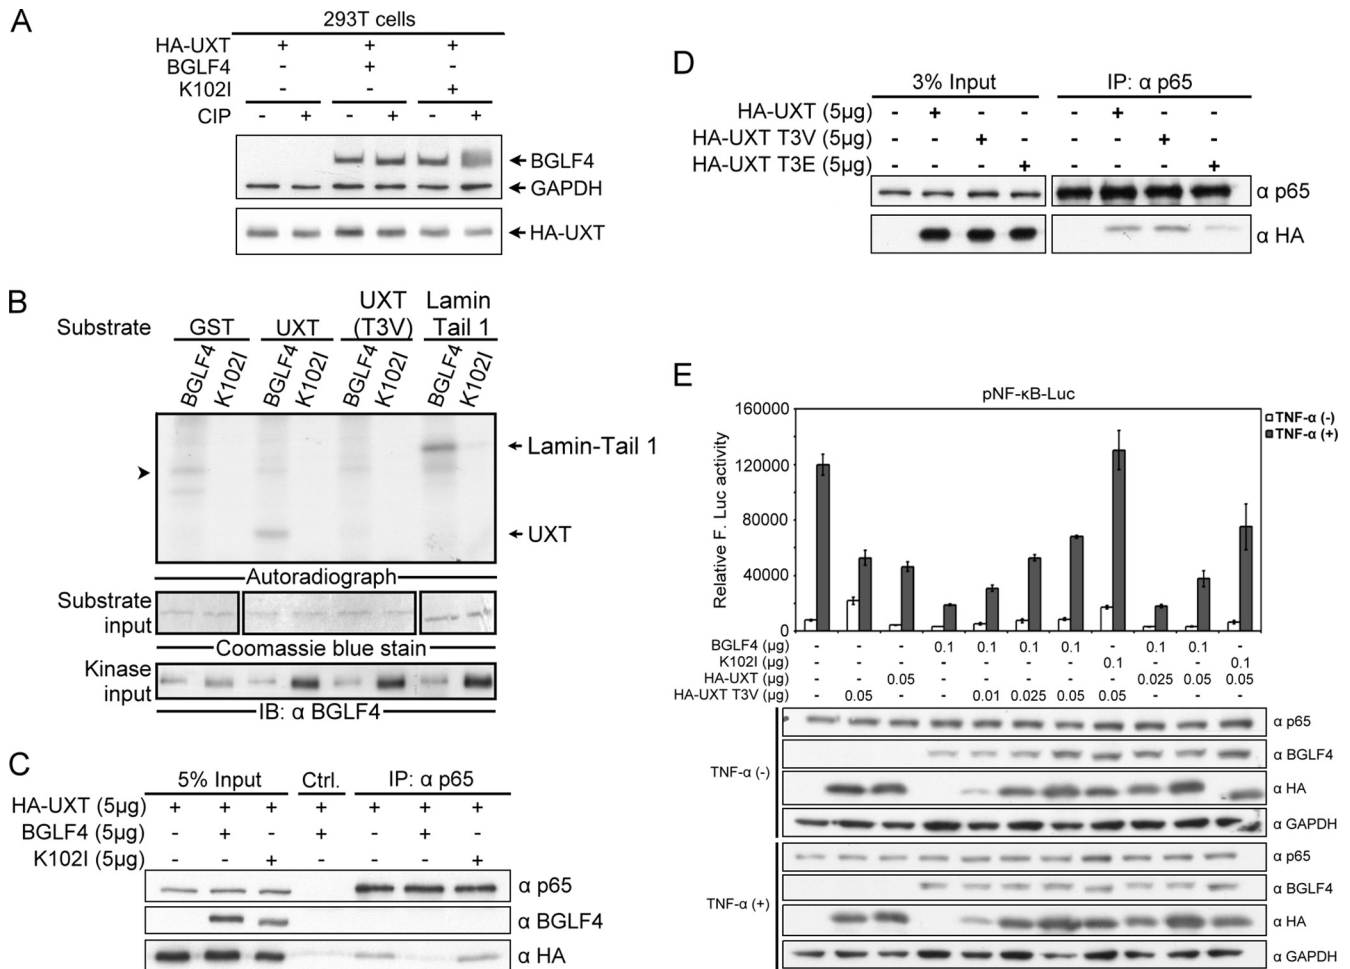 A
293T cells
HA-UXT + + +
BGLF4 - + -
K102I - - +
CIP - + - + - +
BGLF4
GAPDH
HA-UXT
B
Substrate GST UXT UXT (T3V) Lamin Tail 1
BGLF4 K102I BGLF4 K102I BGLF4 K102I BGLF4 K102I
Lamin-Tail 1
UXT
Autoradiograph
Substrate input
Coomassie blue stain
Kinase input
IB: α BGLF4
C
5% Input Ctrl. IP: α p65
HA-UXT (5µg) + + + + + + +
BGLF4 (5µg) - + - + - + -
K102I (5µg) - - + - - - +
α p65
α BGLF4
α HA
D
3% Input IP: α p65
HA-UXT (5µg) - + - - - + - -
HA-UXT T3V (5µg) - - + - - - + -
HA-UXT T3E (5µg) - - - + - - - +
α p65
α HA
E
pNF-κB-Luc
TNF-α (-)
TNF-α (+)
Relative F. Luc activity
160000
120000
80000
40000
0
BGLF4 (µg) - - - 0.1 0.1 0.1 0.1 - 0.1 0.1 -
K102I (µg) - - - - - - - 0.1 - - 0.1
HA-UXT (µg) - - 0.05 - - - - - 0.025 0.05 0.05
HA-UXT T3V (µg) - 0.05 - - 0.01 0.025 0.05 0.05 - - -
TNF-α (-)
α p65
α BGLF4
α HA
α GAPDH
TNF-α (+)
α p65
α BGLF4
α HA
α GAPDH